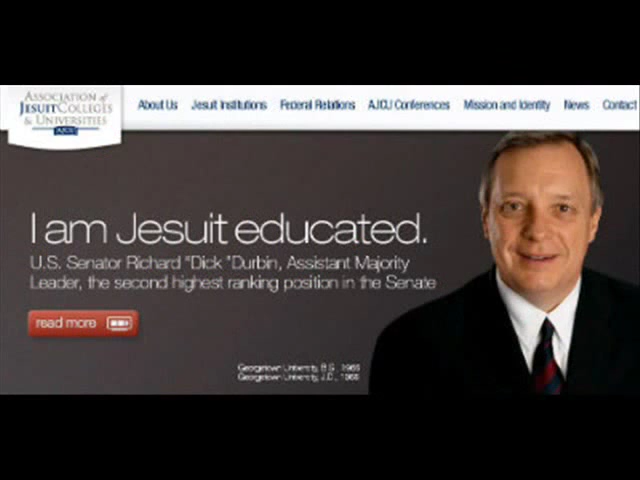 ASSOCIATION of
JESUIT COLLEGES
& UNIVERSITIES
AJCU
About Us Jesuit Institutions Federal Relations AJCU Conferences Mission and Identity News Contact
I am Jesuit educated.
U.S. Senator Richard "Dick "Durbin, Assistant Majority
Leader, the second highest ranking position in the Senate
read more
Georgetown University, B.S., 1966
Georgetown University, J.D., 1969